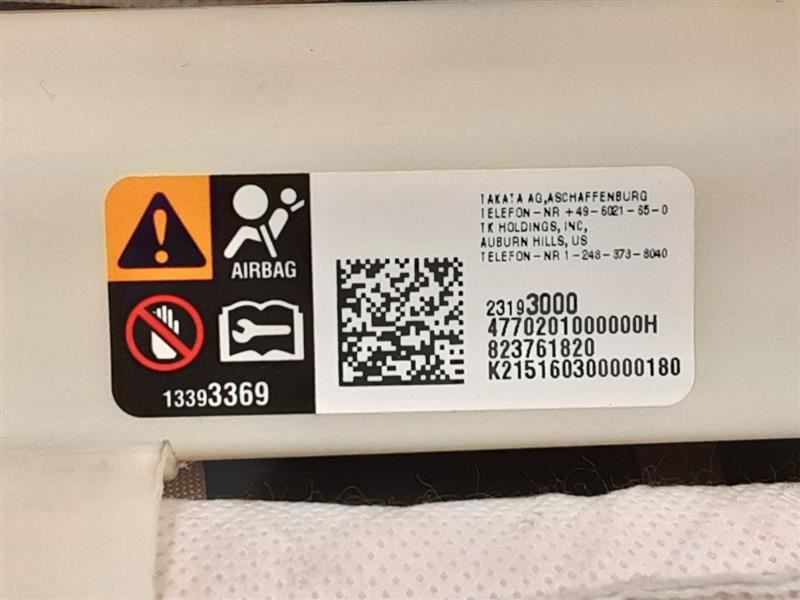 AIRBAG
13393369
TAKATA AG,ASCHAFFENBURG
TELEFON-NR +49-6021-65-0
TK HOLDINGS, INC,
AUBURN HILLS, US
TELEFON-NR 1-248-373-8040
23193000
4770201000000H
823761820
K215160300000180